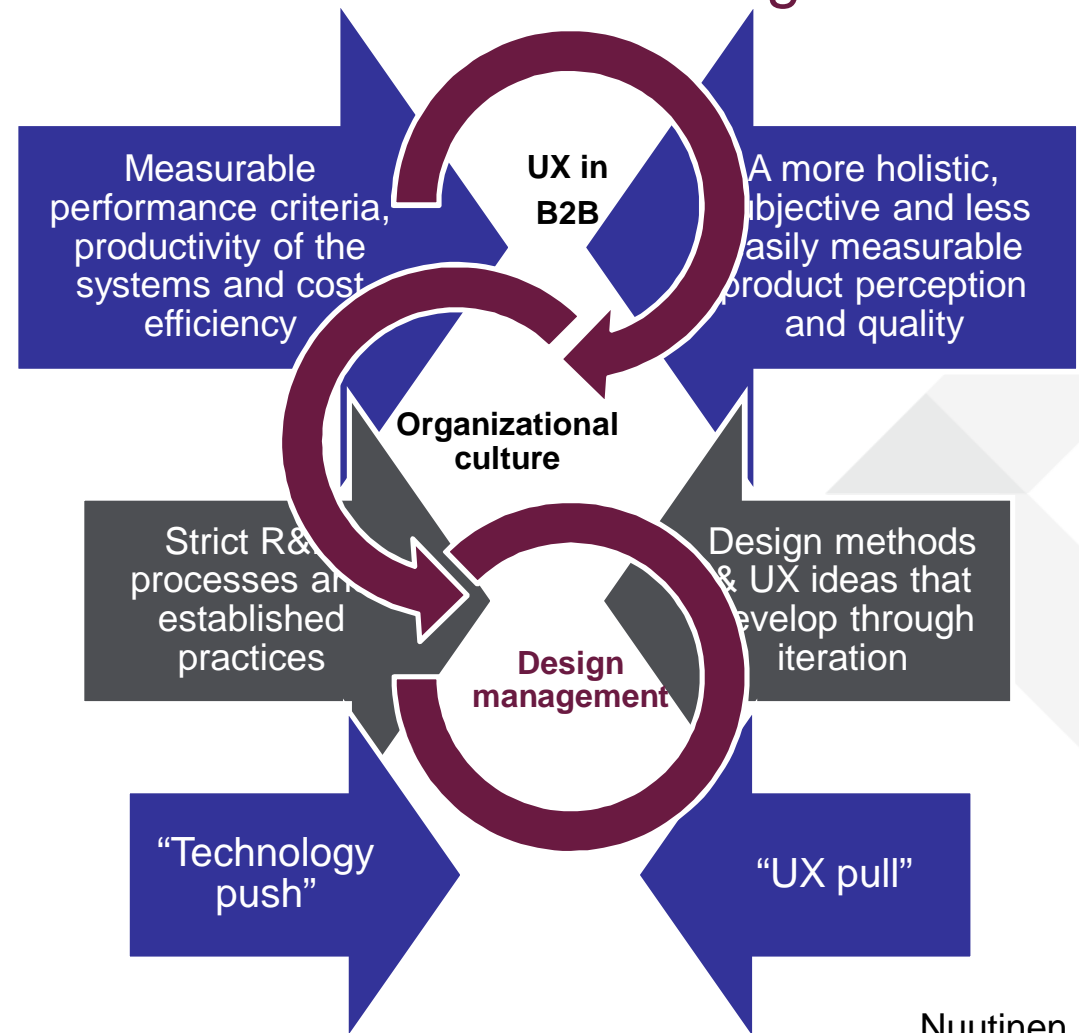 UX in
B2B
Measurable
performance criteria,
productivity of the
systems and cost
efficiency
A more holistic,
subjective and less
easily measurable
product perception
and quality
Organizational
culture
Strict R&D
processes and
established
practices
Design methods
& UX ideas that
develop through
iteration
Design
management
“Technology
push”
“UX pull”
Nuutinen